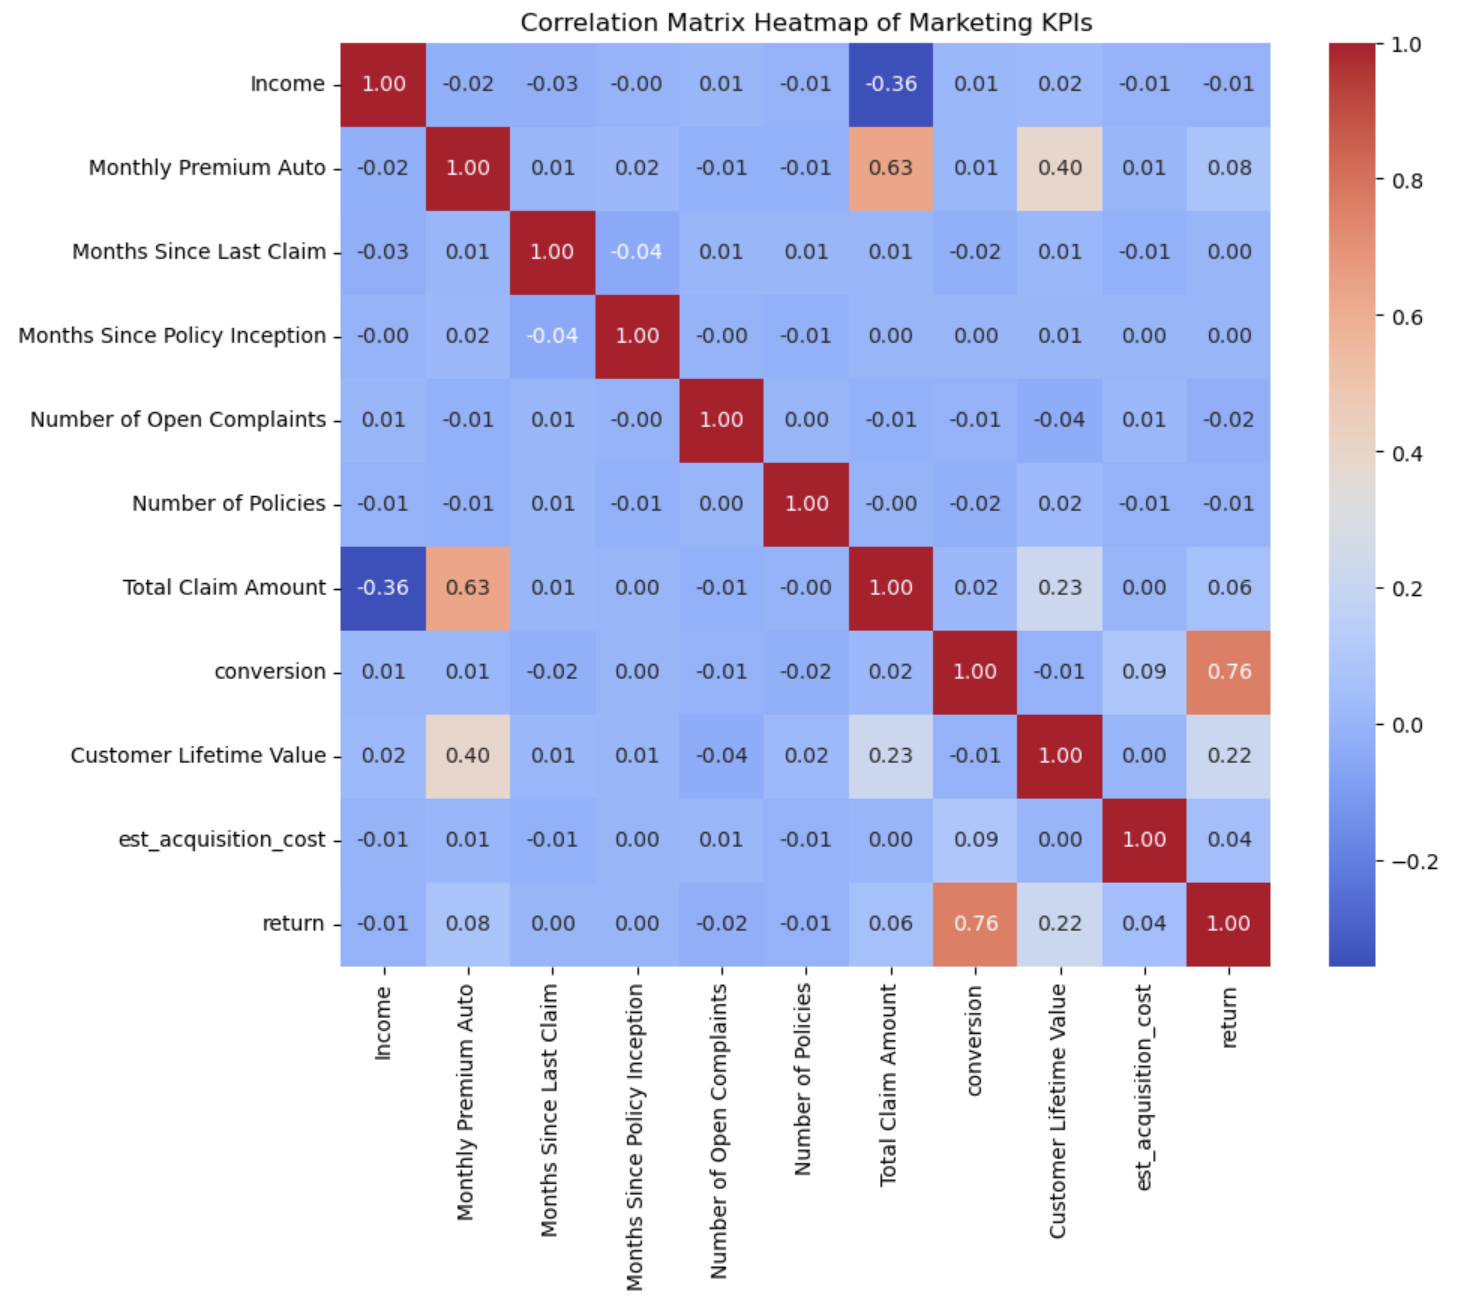 Correlation Matrix Heatmap of Marketing KPIs
Income 1.00 -0.02 -0.03 -0.00 0.01 -0.01 -0.36 0.01 0.02 -0.01 -0.01
Monthly Premium Auto -0.02 1.00 0.01 0.02 -0.01 -0.01 0.63 0.01 0.40 0.01 0.08
Months Since Last Claim -0.03 0.01 1.00 -0.04 0.01 0.01 0.01 -0.02 0.01 -0.01 0.00
Months Since Policy Inception -0.00 0.02 -0.04 1.00 -0.00 -0.01 0.00 0.00 0.01 0.00 0.00
Number of Open Complaints 0.01 -0.01 0.01 -0.00 1.00 0.00 -0.01 -0.01 -0.04 0.01 -0.02
Number of Policies -0.01 -0.01 0.01 -0.01 0.00 1.00 -0.00 -0.02 0.02 -0.01 -0.01
Total Claim Amount -0.36 0.63 0.01 0.00 -0.01 -0.00 1.00 0.02 0.23 0.00 0.06
conversion 0.01 0.01 -0.02 0.00 -0.01 -0.02 0.02 1.00 -0.01 0.09 0.76
Customer Lifetime Value 0.02 0.40 0.01 0.01 -0.04 0.02 0.23 -0.01 1.00 0.00 0.22
est_acquisition_cost -0.01 0.01 -0.01 0.00 0.01 -0.01 0.00 0.09 0.00 1.00 0.04
return -0.01 0.08 0.00 0.00 -0.02 -0.01 0.06 0.76 0.22 0.04 1.00
Income
Monthly Premium Auto
Months Since Last Claim
Months Since Policy Inception
Number of Open Complaints
Number of Policies
Total Claim Amount
conversion
Customer Lifetime Value
est_acquisition_cost
return
1.0
0.8
0.6
0.4
0.2
0.0
−0.2